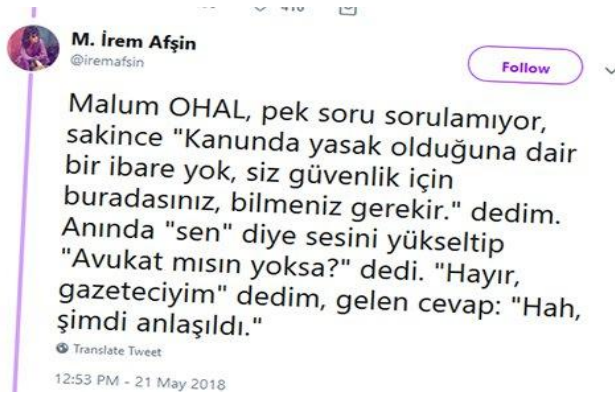 M. İrem Afşin
@iremafsin
Follow
Malum OHAL, pek soru sorulamıyor,
sakince "Kanunda yasak olduğuna dair
bir ibare yok, siz güvenlik için
buradasınız, bilmeniz gerekir." dedim.
Anında "sen" diye sesini yükseltip
"Avukat mısın yoksa?" dedi. "Hayır,
gazeteciyim" dedim, gelen cevap: "Hah,
şimdi anlaşıldı."
Translate Tweet
12:53 PM - 21 May 2018